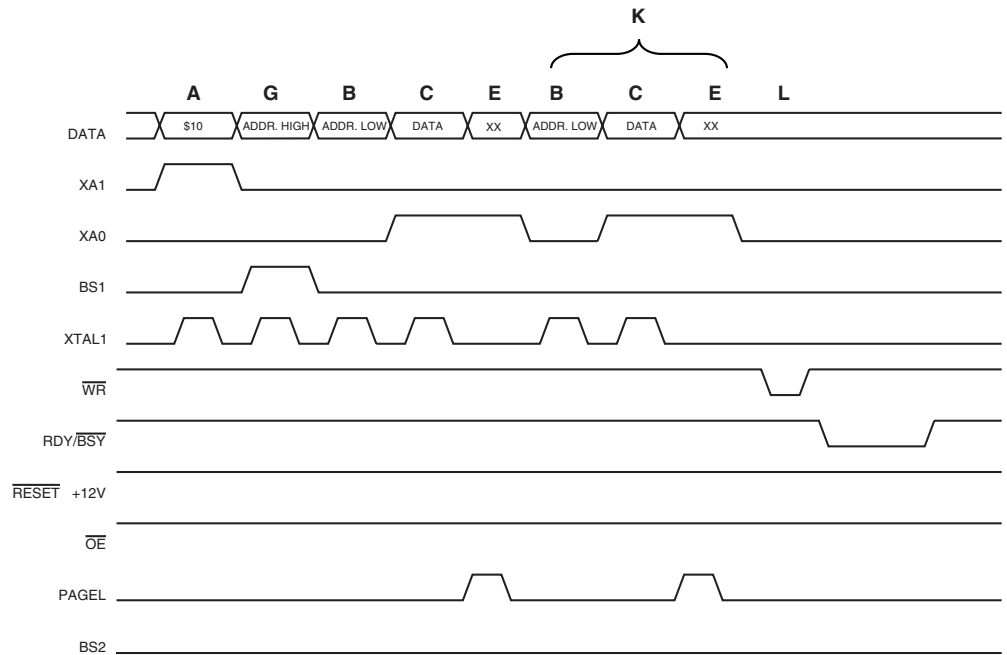 K
A G B C E B C E L
DATA $10 ADDR. HIGH ADDR. LOW DATA XX ADDR. LOW DATA XX
XA1
XA0
BS1
XTAL1
WR
RDY/BSY
RESET +12V
OE
PAGEL
BS2